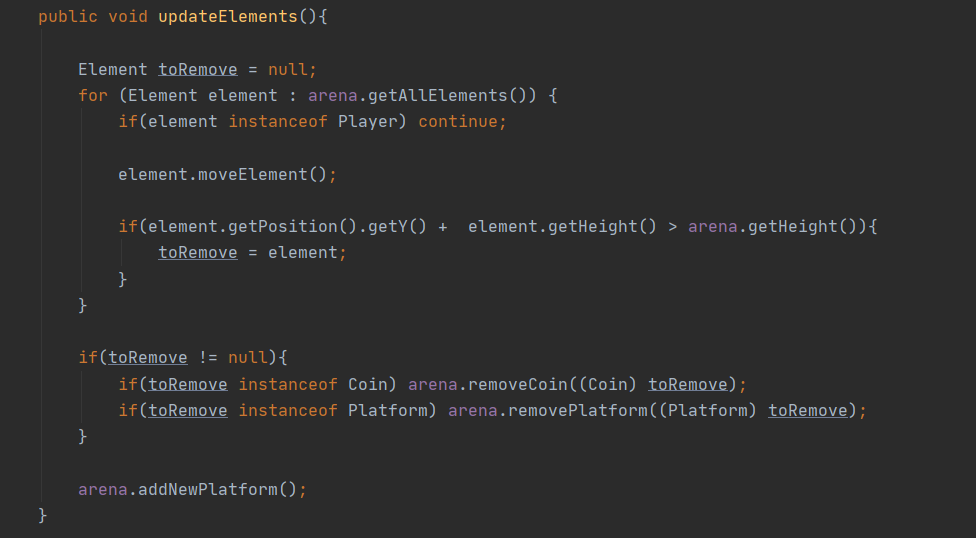 public void updateElements(){
Element toRemove = null;
for (Element element : arena.getAllElements()) {
if(element instanceof Player) continue;
element.moveElement();
if(element.getPosition().getY() +  element.getHeight() > arena.getHeight()){
toRemove = element;
}
}
if(toRemove != null){
if(toRemove instanceof Coin) arena.removeCoin((Coin) toRemove);
if(toRemove instanceof Platform) arena.removePlatform((Platform) toRemove);
}
arena.addNewPlatform();
}